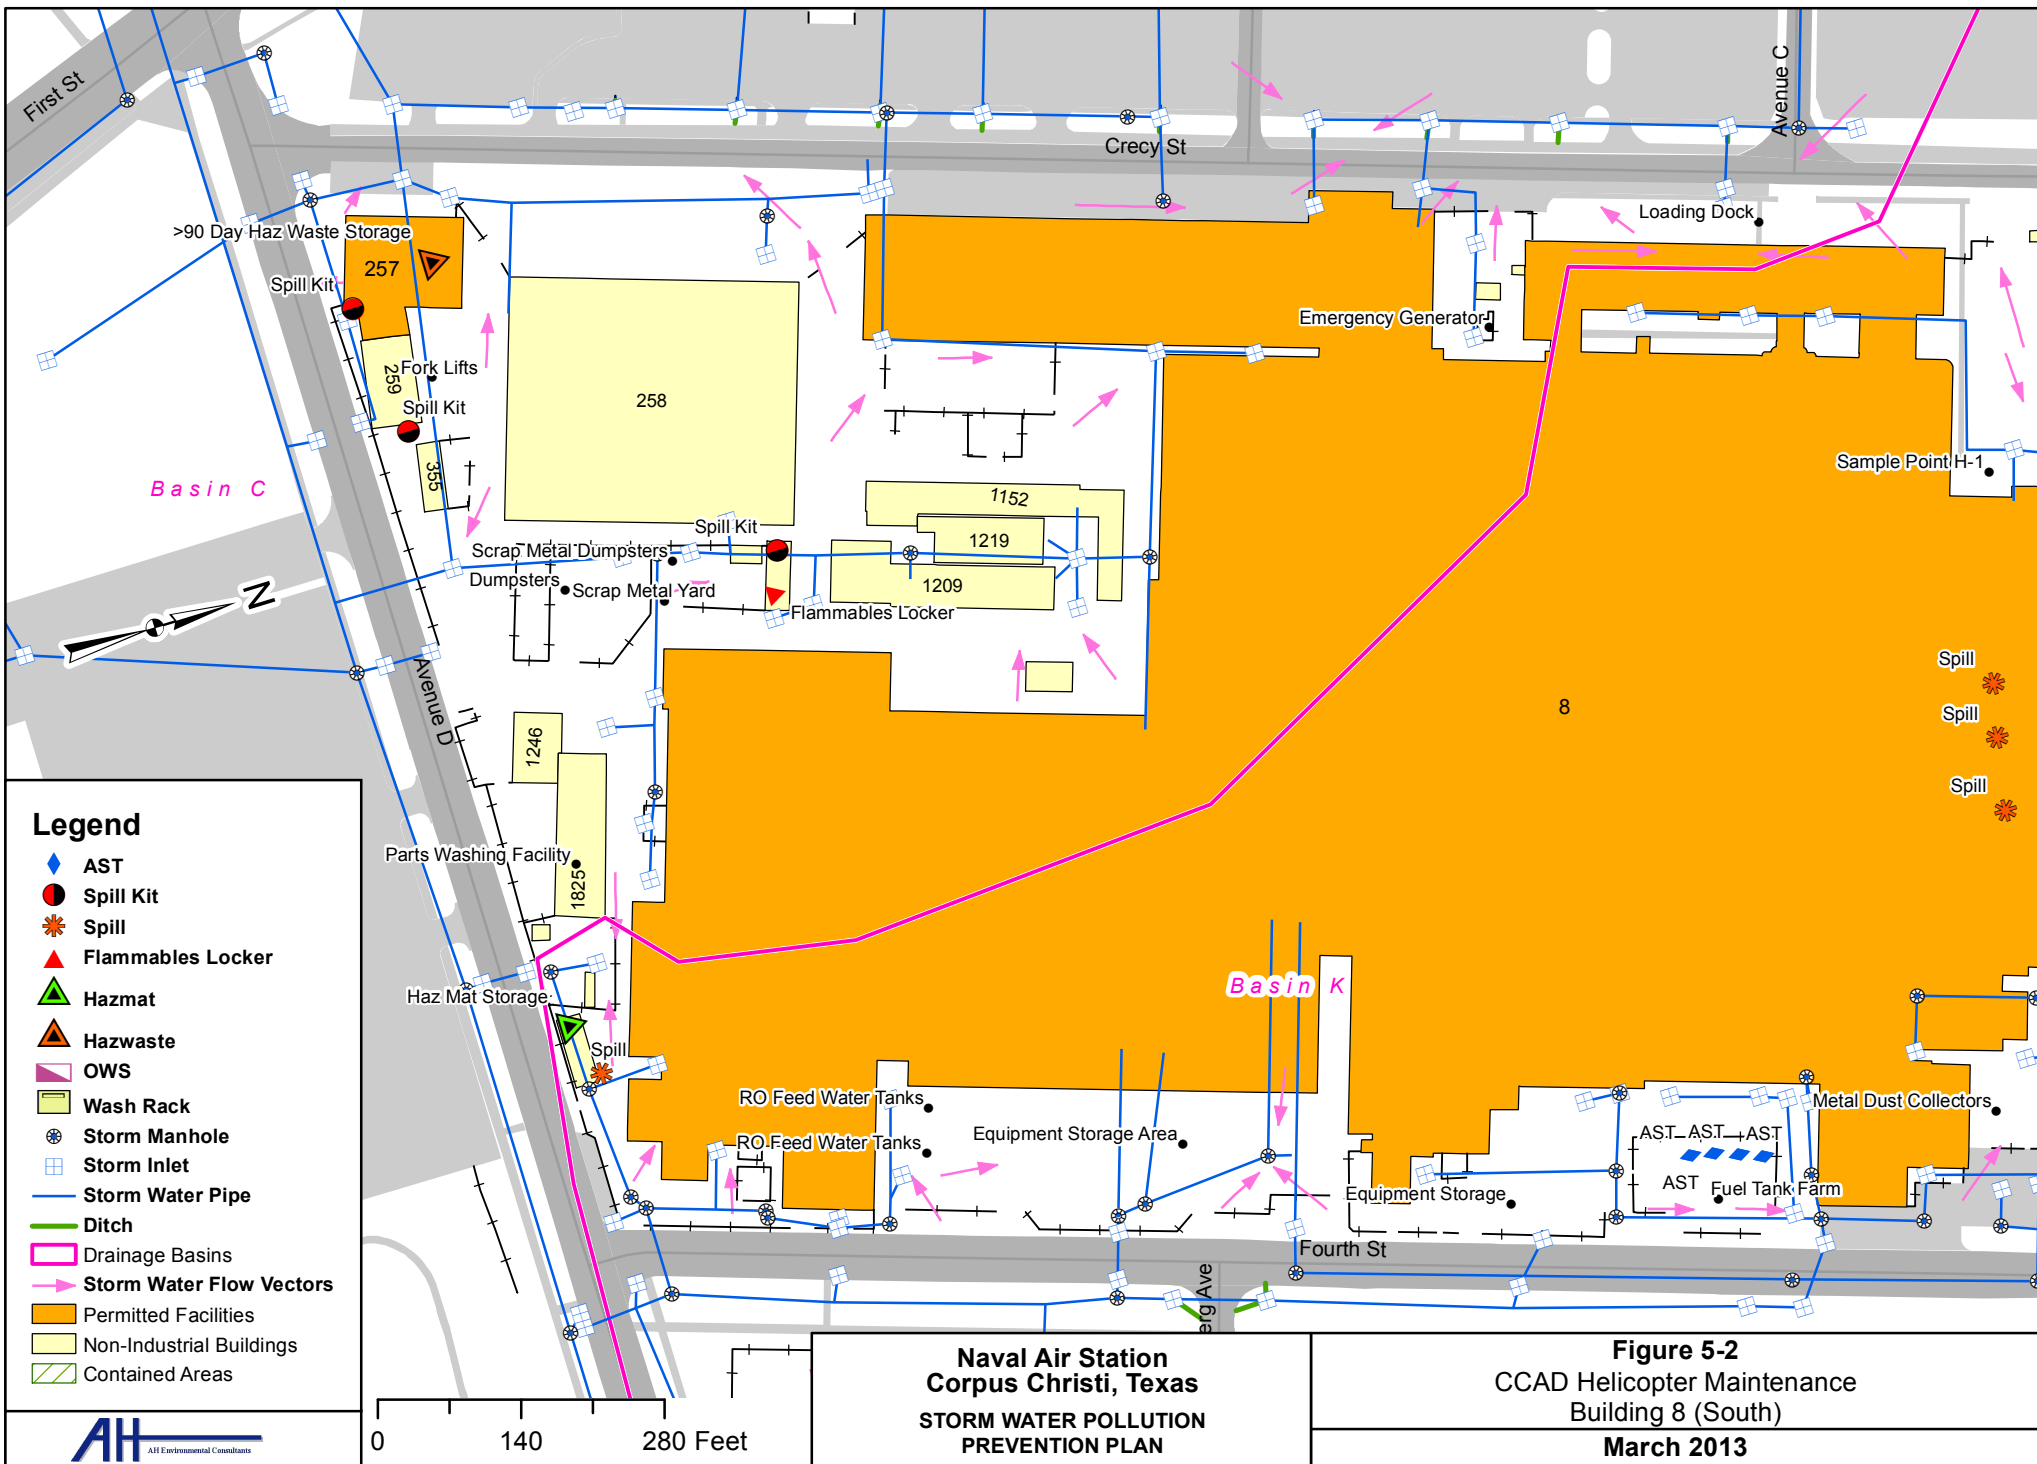 First St
Crecy St
Avenue C
>90 Day Haz Waste Storage
257
Spill Kit
Loading Dock
Emergency Generator
259
Fork Lifts
Spill Kit
258
355
Basin C
Sample Point H-1
1152
Spill Kit
1219
Scrap Metal Dumpsters
Dumpsters
Scrap Metal Yard
1209
Flammables Locker
N
Avenue D
Spill
8
Spill
Spill
1246
Parts Washing Facility
1825
Basin K
Haz Mat Storage
Spill
RO Feed Water Tanks
RO Feed Water Tanks
Equipment Storage Area
Metal Dust Collectors
AST
AST
AST
AST
Fuel Tank Farm
Equipment Storage
Fourth St
erg Ave
Legend
AST
Spill Kit
Spill
Flammables Locker
Hazmat
Hazwaste
OWS
Wash Rack
Storm Manhole
Storm Inlet
Storm Water Pipe
Ditch
Drainage Basins
Storm Water Flow Vectors
Permitted Facilities
Non-Industrial Buildings
Contained Areas
AH AH Environmental Consultants
0 140 280 Feet
Naval Air Station
Corpus Christi, Texas
STORM WATER POLLUTION
PREVENTION PLAN
Figure 5-2
CCAD Helicopter Maintenance
Building 8 (South)
March 2013